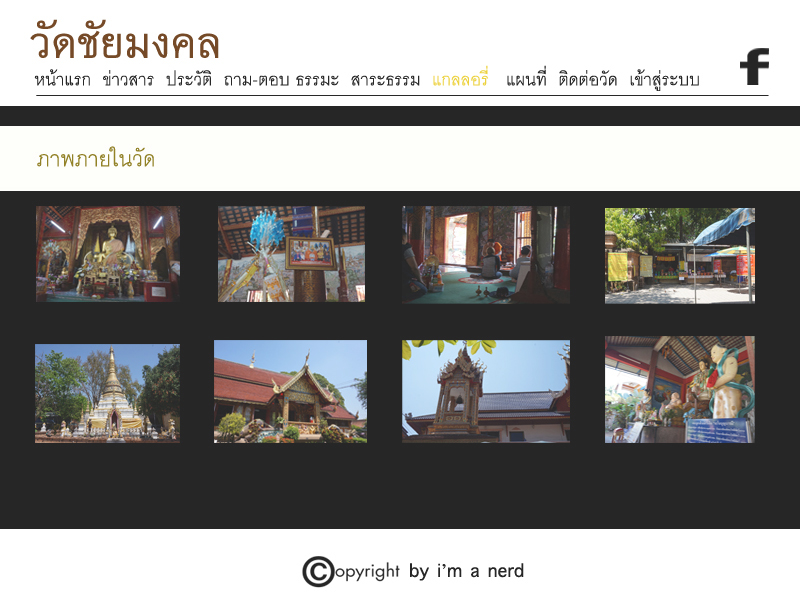 วัดชัยมงคล
หน้าแรก ข่าวสาร ประวัติ ถาม-ตอบ ธรรมะ สาระธรรม แกลลอรี่ แผนที่ ติดต่อวัด เข้าสู่ระบบ
f
ภาพภายในวัด
©opyright by i'm a nerd